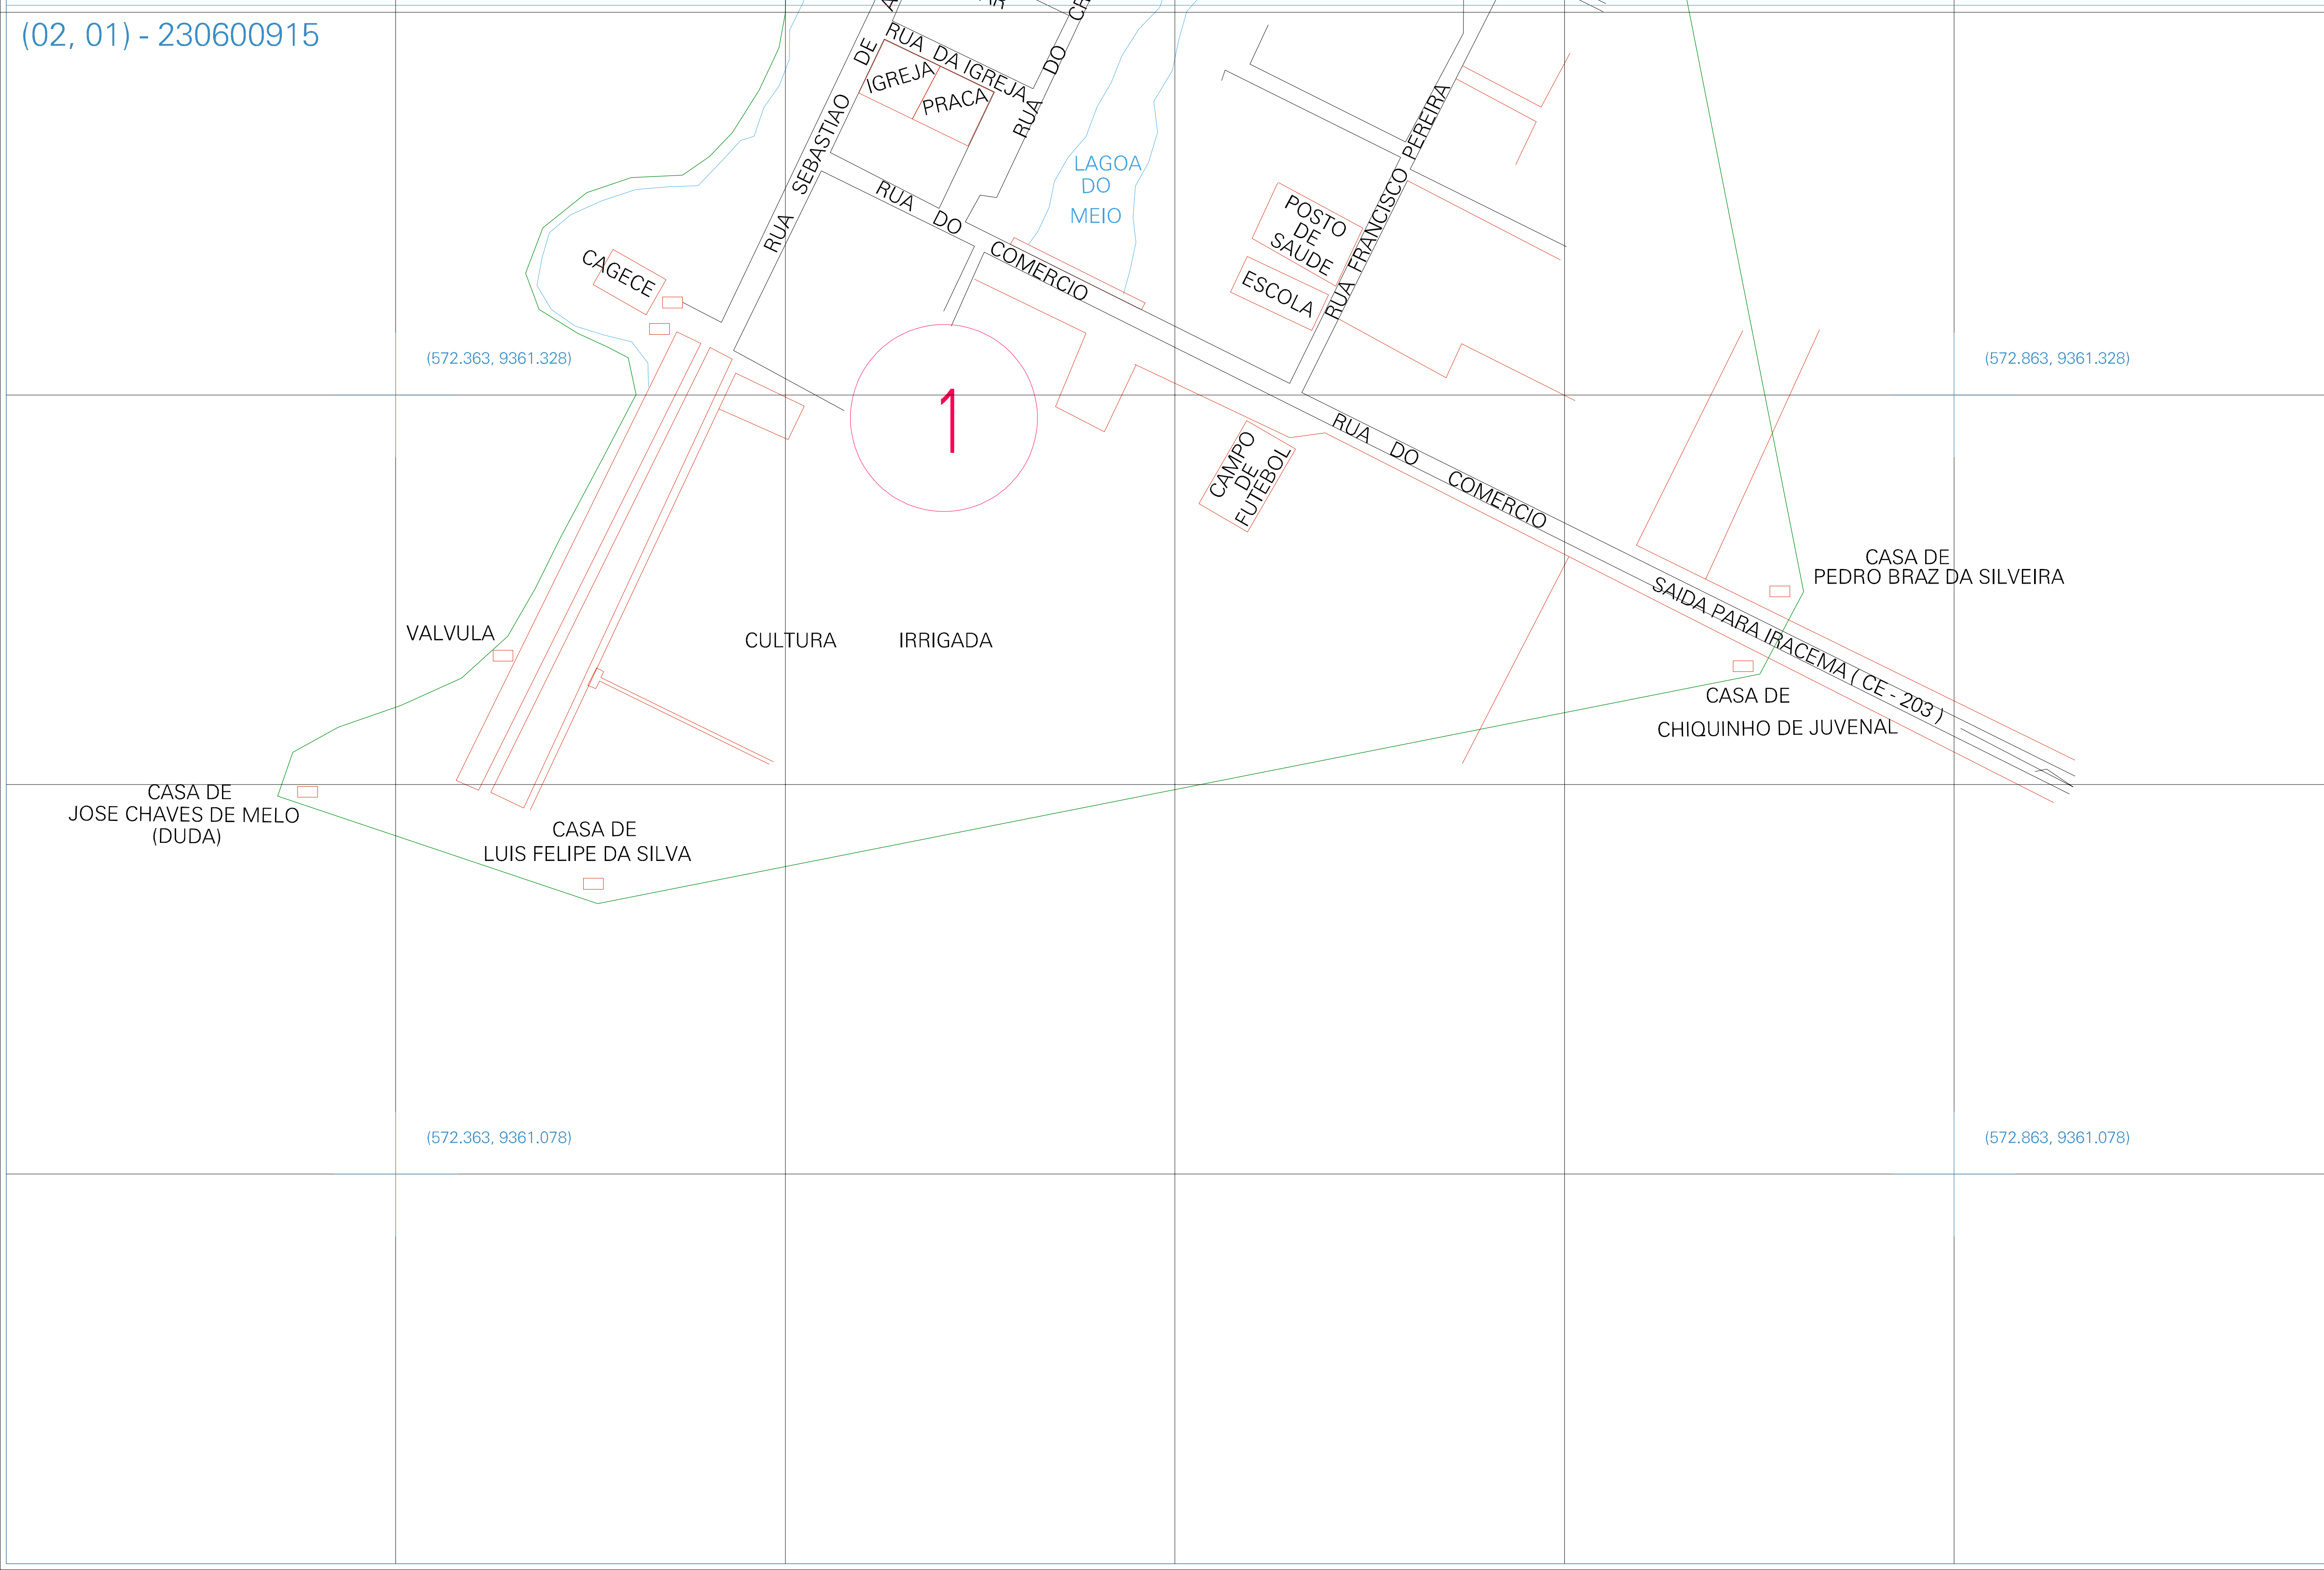 (02, 01) - 230600915
RUA DA IGREJA
IGREJA
PRACA
RUA SEBASTIAO DE
RUA DO
LAGOA
DO
MEIO
RUA FRANCISCO PEREIRA
POSTO
DE
SAUDE
ESCOLA
RUA DO COMERCIO
CAGECE
(572.363, 9361.328)
(572.863, 9361.328)
1
CAMPO
DE
FUTEBOL
RUA DO COMERCIO
SAIDA PARA IRACEMA ( CE - 203 )
CASA DE
PEDRO BRAZ DA SILVEIRA
VALVULA
CULTURA IRRIGADA
CASA DE
CHIQUINHO DE JUVENAL
CASA DE
JOSE CHAVES DE MELO
(DUDA)
CASA DE
LUIS FELIPE DA SILVA
(572.363, 9361.078)
(572.863, 9361.078)